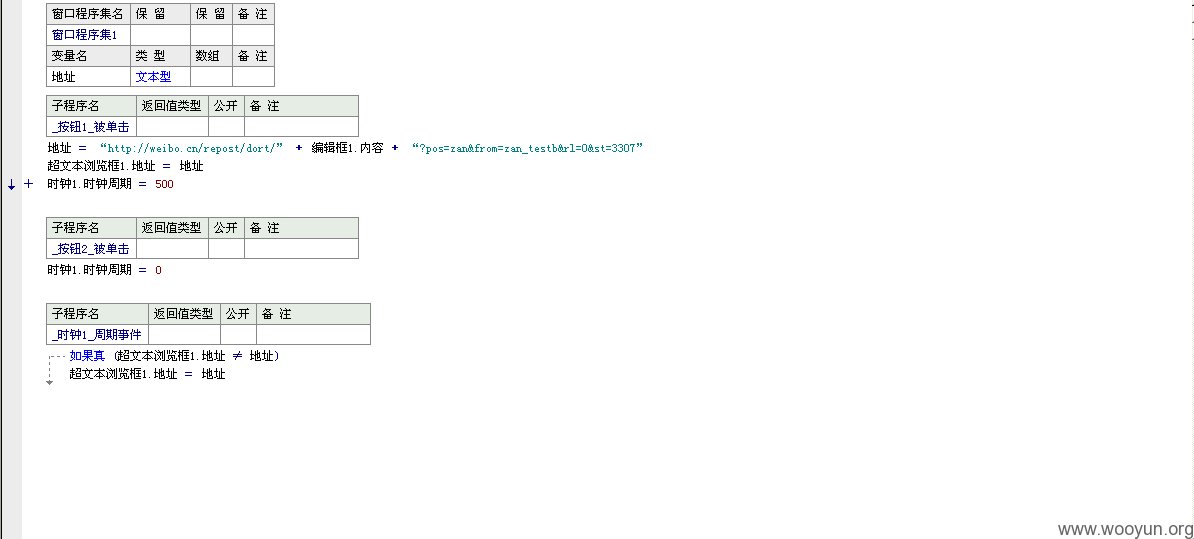 窗口程序集名 保 留 保 留 备 注
窗口程序集1
变量名 类 型 数组 备 注
地址 文本型
子程序名 返回值类型 公开 备 注
_按钮1_被单击
地址 = “http://weibo.cn/repost/dort/” + 编辑框1.内容 + “?pos=zan&from=zan_testb&rl=0&st=3307”
超文本浏览框1.地址 = 地址
时钟1.时钟周期 = 500
子程序名 返回值类型 公开 备 注
_按钮2_被单击
时钟1.时钟周期 = 0
子程序名 返回值类型 公开 备 注
_时钟1_周期事件
如果真 (超文本浏览框1.地址 ≠ 地址)
超文本浏览框1.地址 = 地址
www.wooyun.org